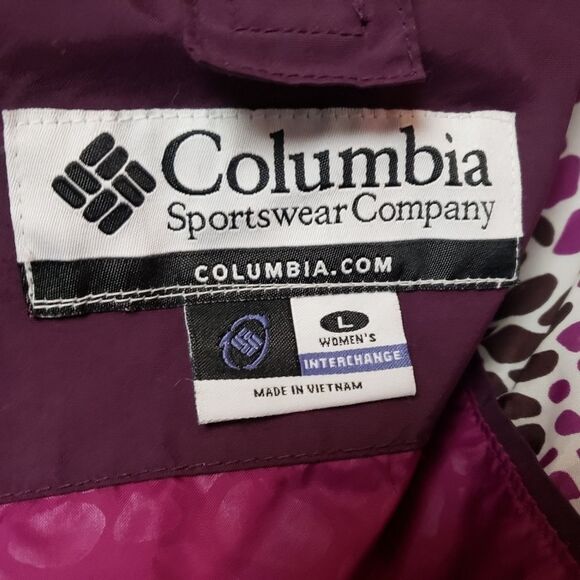 Columbia
Sportswear Company
COLUMBIA.COM
L
WOMEN'S
INTERCHANGE
MADE IN VIETNAM